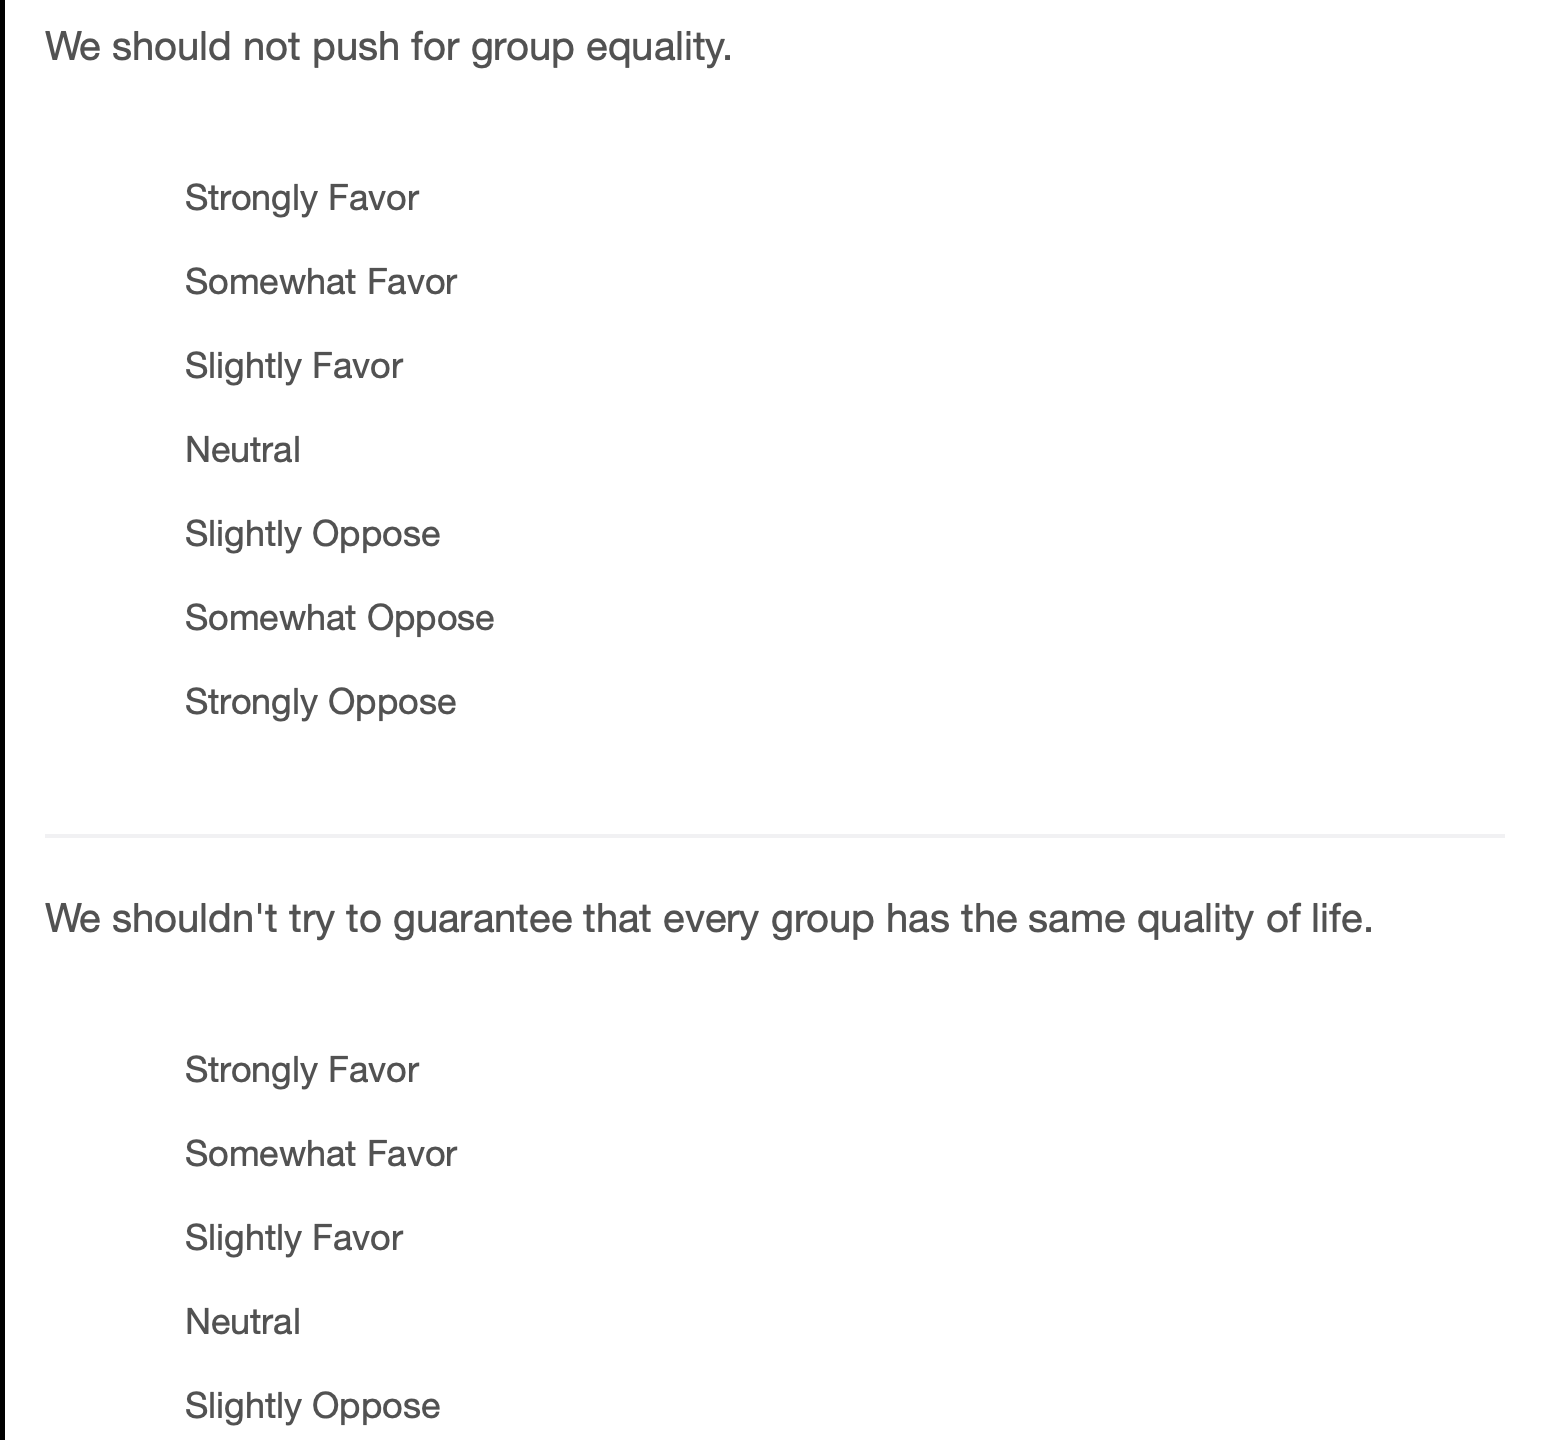 We should not push for group equality.
Strongly Favor
Somewhat Favor
Slightly Favor
Neutral
Slightly Oppose
Somewhat Oppose
Strongly Oppose
We shouldn't try to guarantee that every group has the same quality of life.
Strongly Favor
Somewhat Favor
Slightly Favor
Neutral
Slightly Oppose